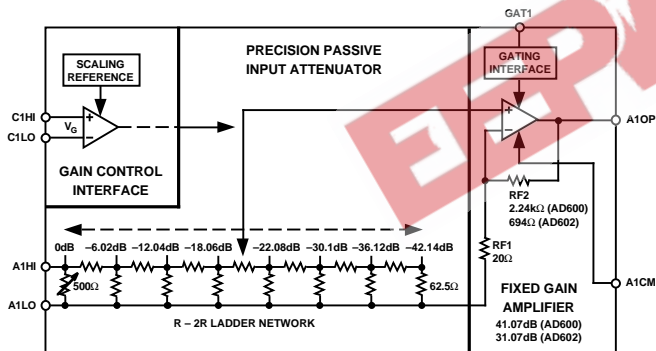 GAT1
SCALING
REFERENCE
PRECISION PASSIVE
INPUT ATTENUATOR
GATING
INTERFACE
C1HI
C1LO
VG
+
–
+
–
A1OP
GAIN CONTROL
INTERFACE
RF2
2.24kΩ (AD600)
694Ω (AD602)
0dB –6.02dB –12.04dB –18.06dB –22.08dB –30.1dB –36.12dB –42.14dB
RF1
20Ω
A1HI
500Ω
62.5Ω
A1CM
A1LO
R – 2R LADDER NETWORK
FIXED GAIN
AMPLIFIER
41.07dB (AD600)
31.07dB (AD602)